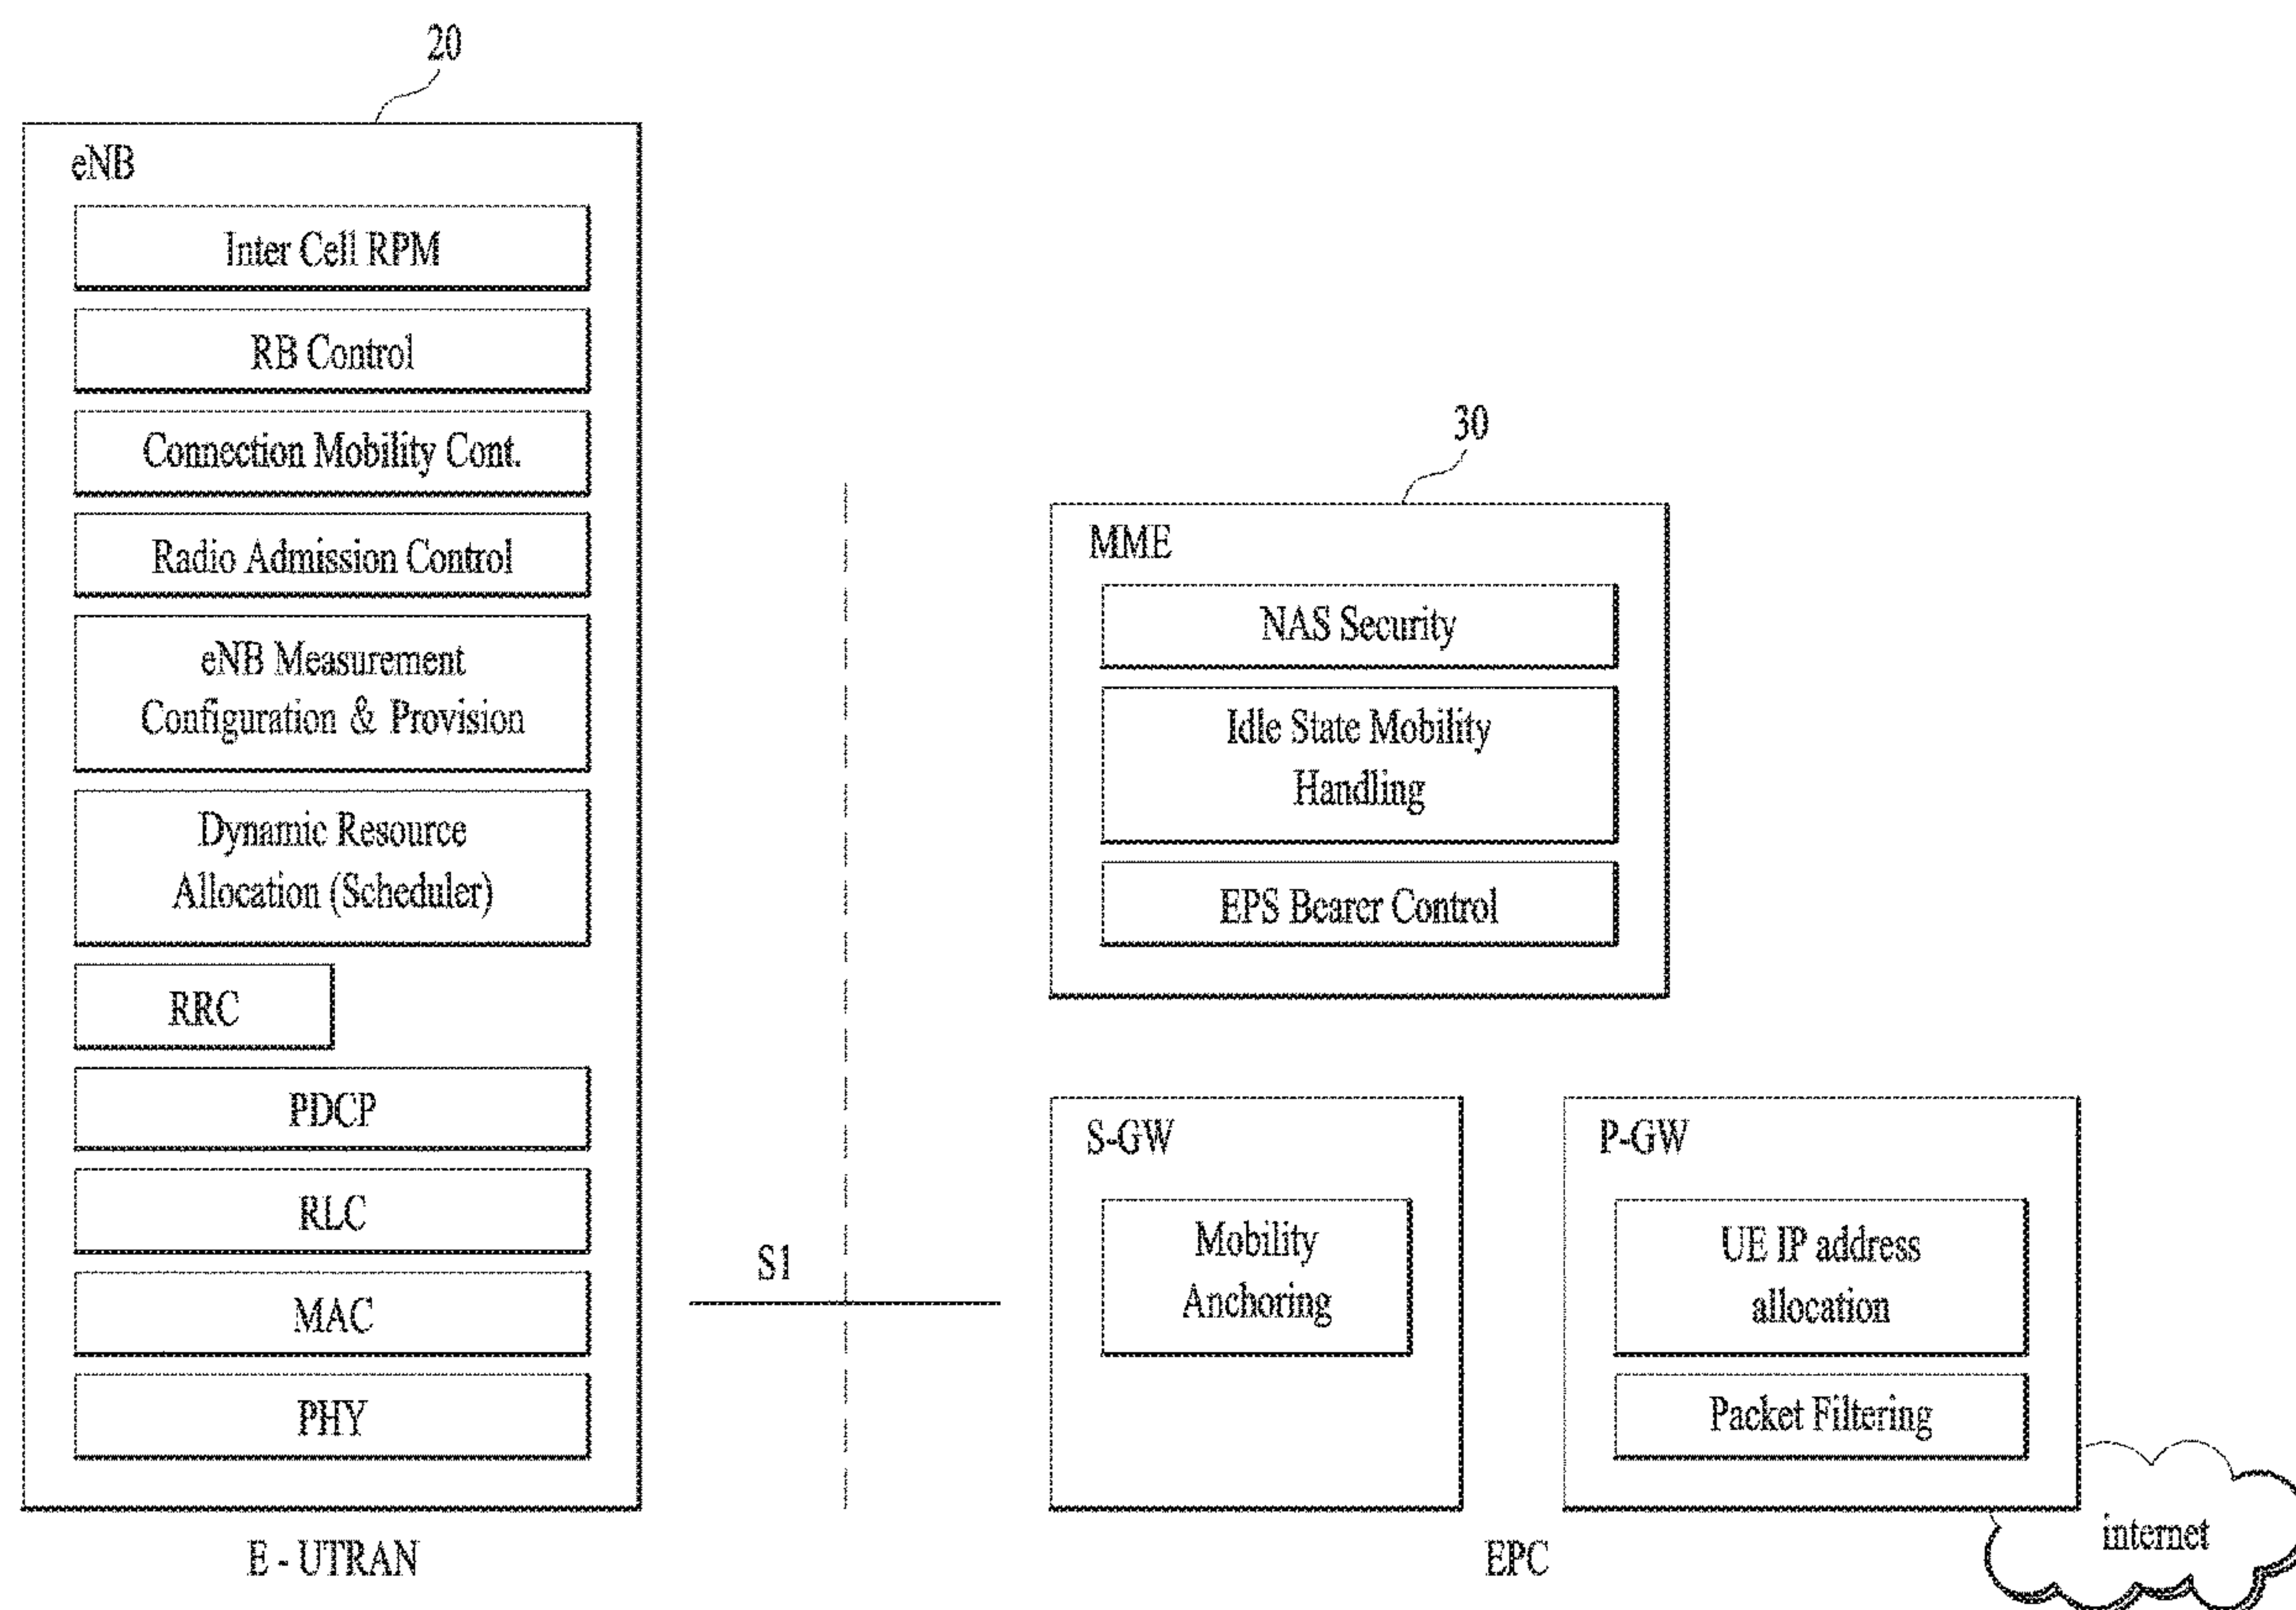 20
eNB
Inter Cell RPM
RB Control
Connection Mobility Cont.
Radio Admission Control
eNB Measurement
Configuration & Provision
Dynamic Resource
Allocation (Scheduler)
RRC
PDCP
RLC
MAC
PHY
E - UTRAN
S1
30
MME
NAS Security
Idle State Mobility
Handling
EPS Bearer Control
S-GW
Mobility
Anchoring
P-GW
UE IP address
allocation
Packet Filtering
EPC
internet